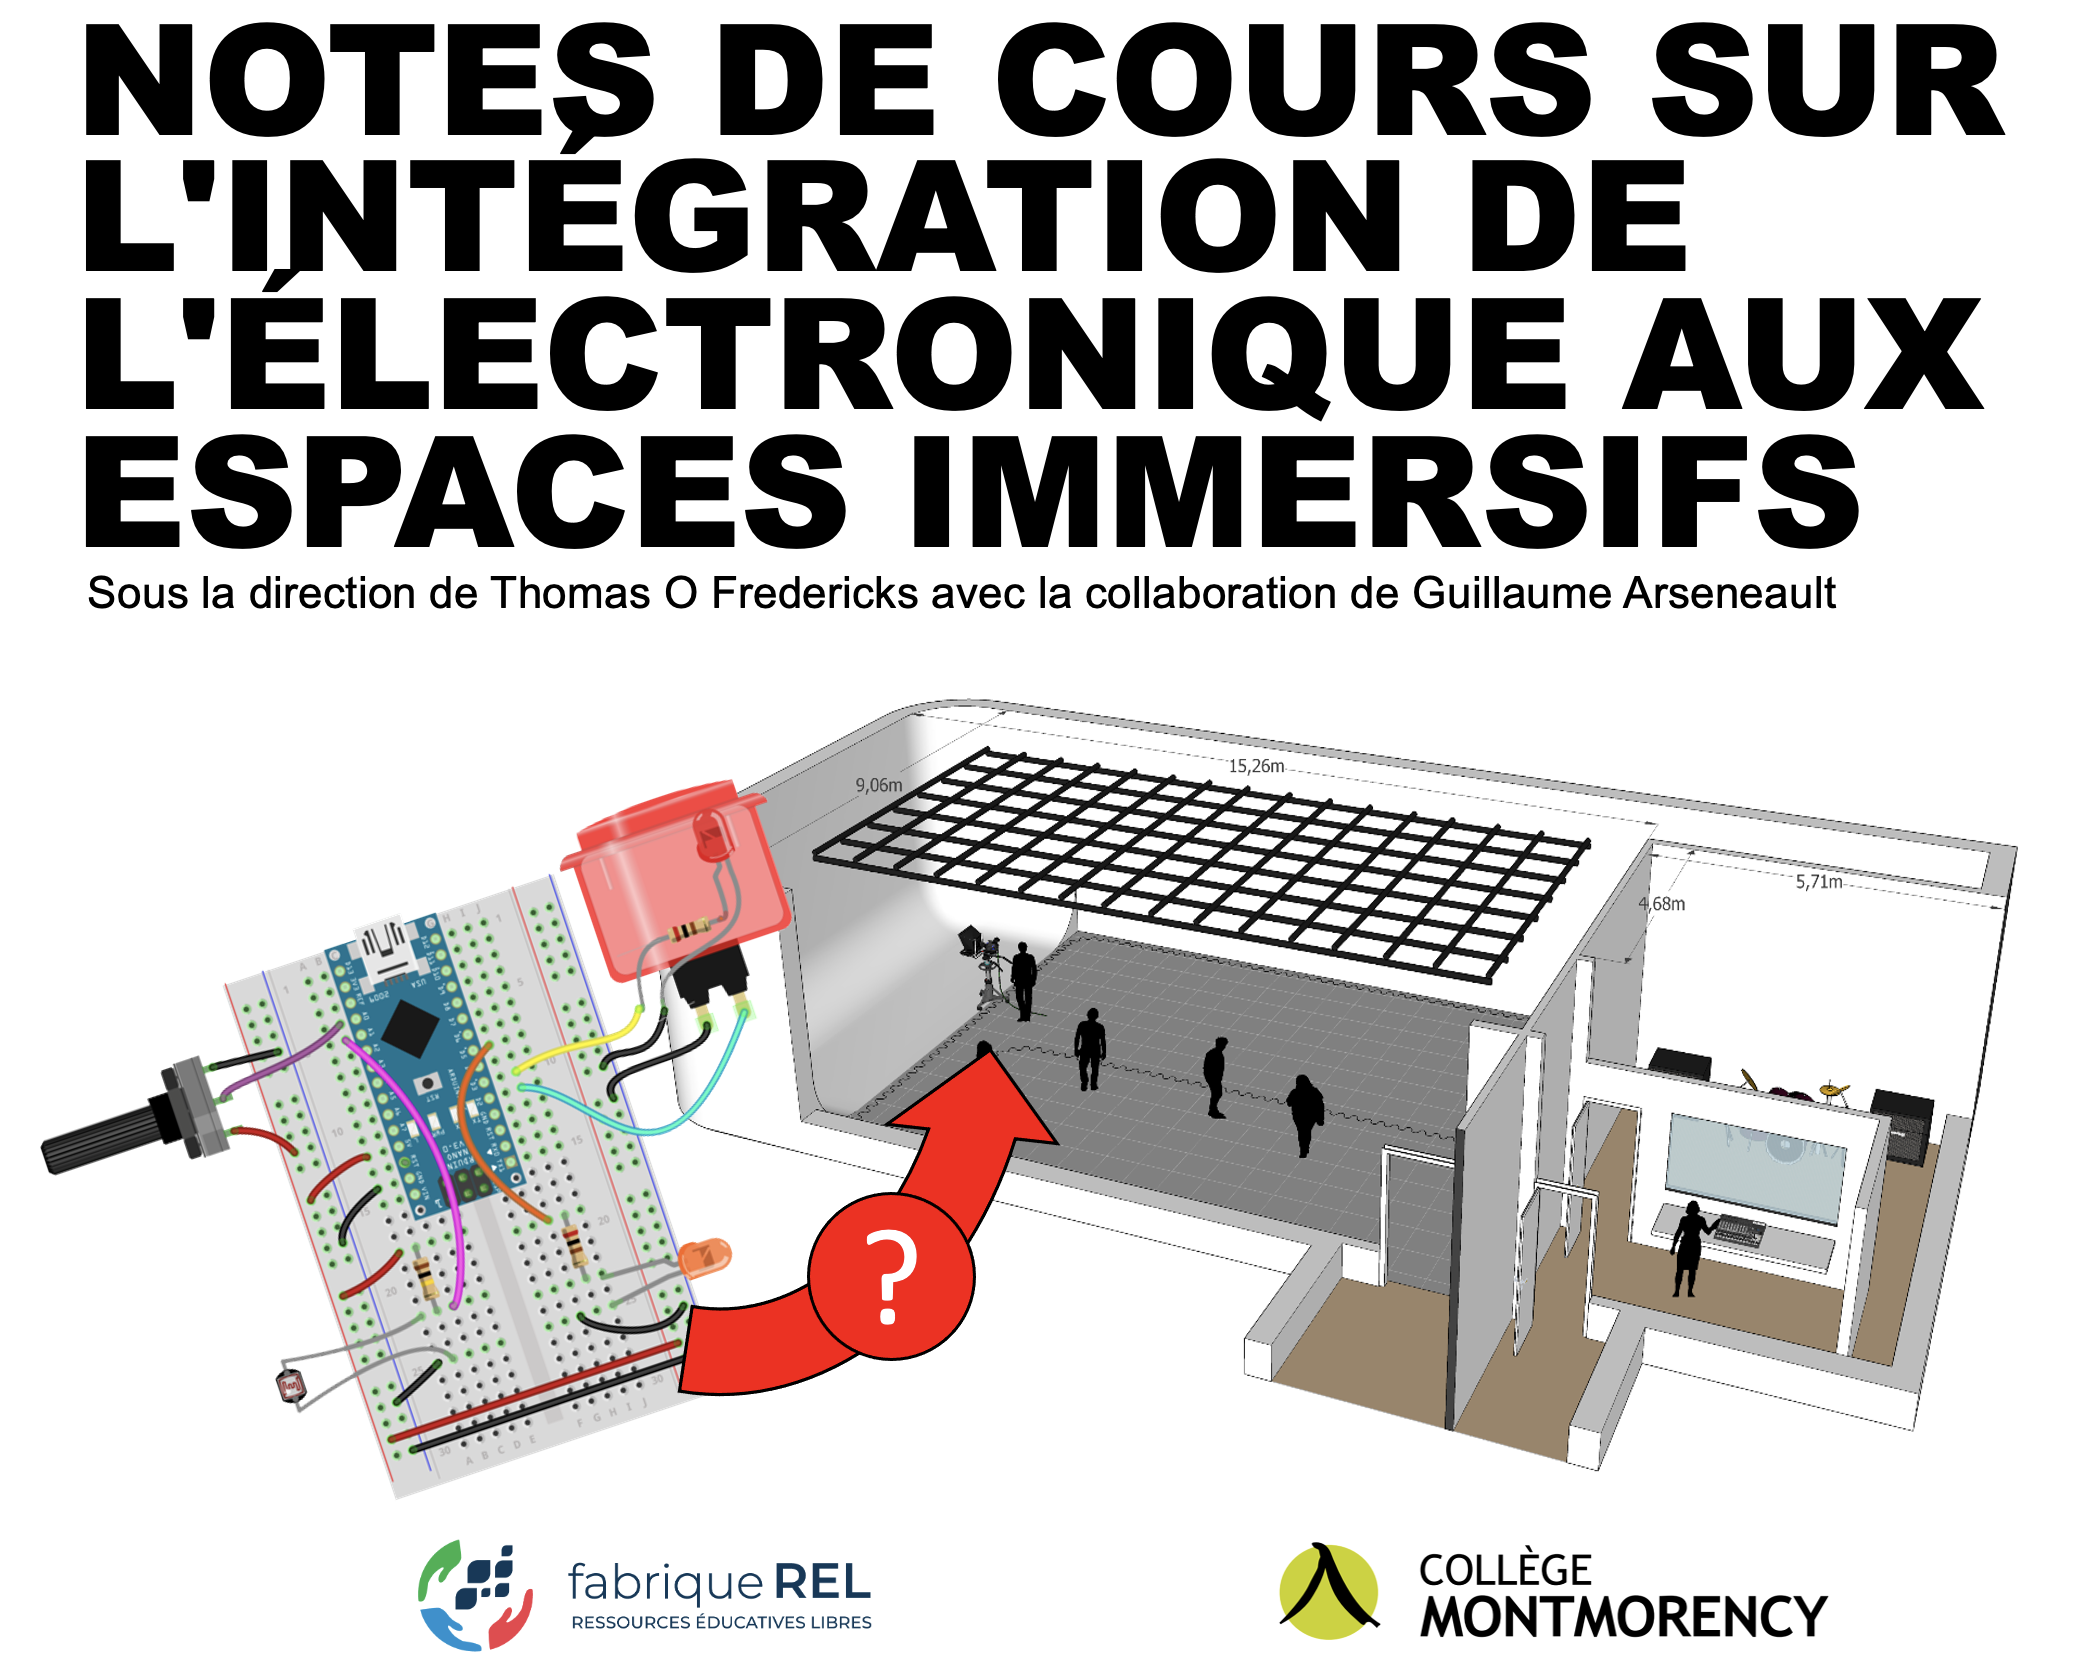 NOTES DE COURS SUR
L'INTÉGRATION DE
L'ÉLECTRONIQUE AUX
ESPACES IMMERSIFS
Sous la direction de Thomas O Fredericks avec la collaboration de Guillaume Arseneault
9,06m
15,26m
5,71m
4,68m
?
fabrique REL
RESSOURCES ÉDUCATIVES LIBRES
COLLÈGE
MONTMORENCY